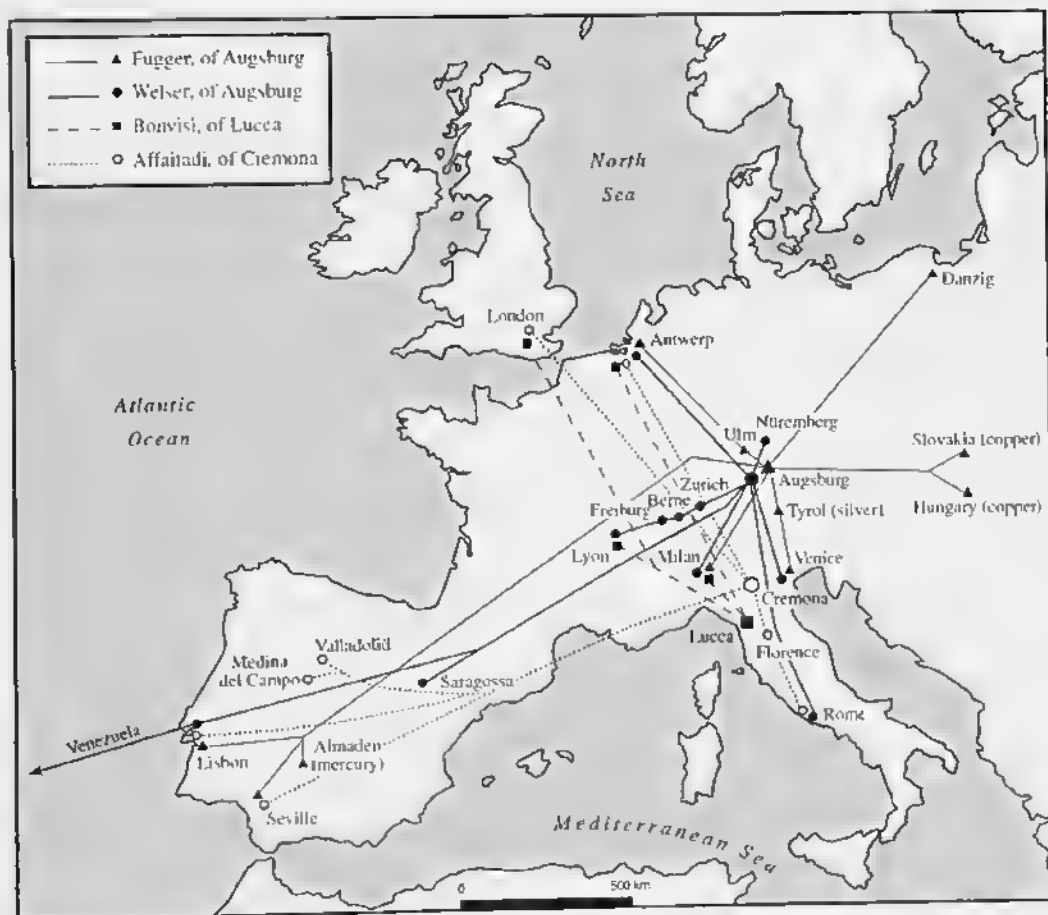 Fugger, of Augsburg
Welser, of Augsburg
Bonvisi, of Lucca
Affaitadi, of Cremona
North
Sea
Danzig
London
Antwerp
Atlantic
Ocean
Nüremberg
Ulm
Slovakia (copper)
Augsburg
Zurich
Berne
Hungary (copper)
Freiburg
Tyrol (silver)
Lyon
Milan
Venice
Cremona
Lucca
Florence
Valladolid
Medina
del Campo
Saragossa
Rome
Venezuela
Almaden
(mercury)
Lisbon
Seville
Mediterranean Sea
0
500 km